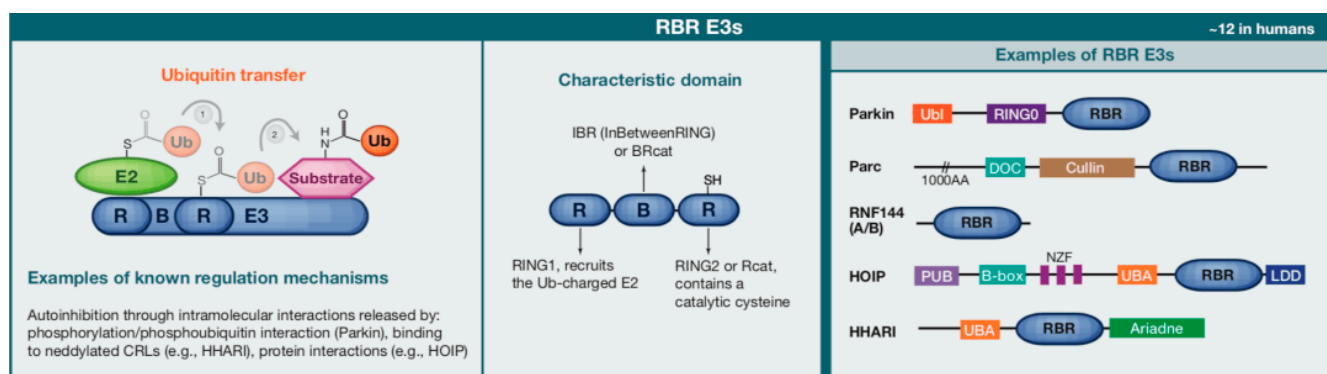 RBR E3s
~12 in humans
Ubiquitin transfer
O
1
Ub
S
E2
O
2
Ub
S
H
N
O
Ub
Substrate
R B R E3
Examples of known regulation mechanisms
Autoinhibition through intramolecular interactions released by:
phosphorylation/phosphoubiquitin interaction (Parkin), binding
to neddylated CRLs (e.g., HHARI), protein interactions (e.g., HOIP)
Characteristic domain
IBR (InBetweenRING)
or BRcat
SH
R B R
RING1, recruits
the Ub-charged E2
RING2 or Rcat,
contains a
catalytic cysteine
Examples of RBR E3s
Parkin Ubl RING0 RBR
Parc // 1000AA DOC Cullin RBR
RNF144
(A/B) RBR
HOIP PUB B-box NZF UBA RBR LDD
HHARI UBA RBR Ariadne